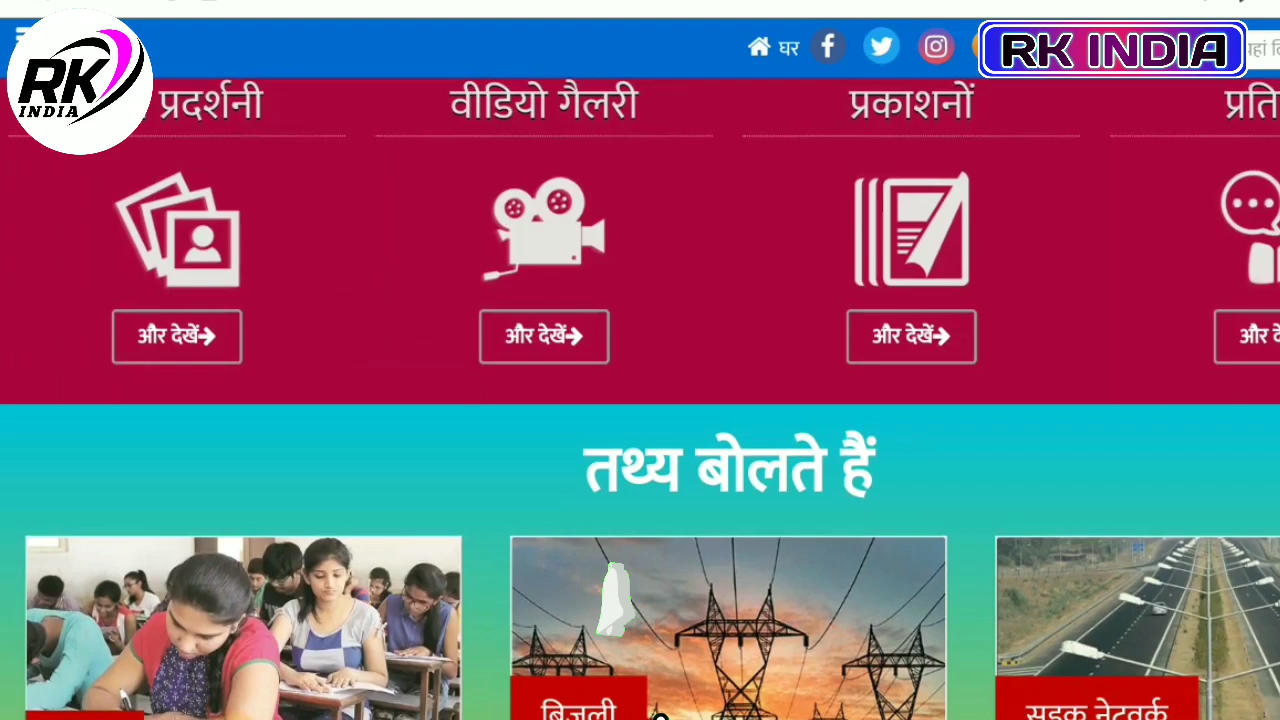 RK
INDIA
घर
RK INDIA
प्रदर्शनी
वीडियो गैलरी
प्रकाशनों
और देखें
और देखें
और देखें
और
तथ्य बोलते हैं
बिजली
सड़क नेटवर्क